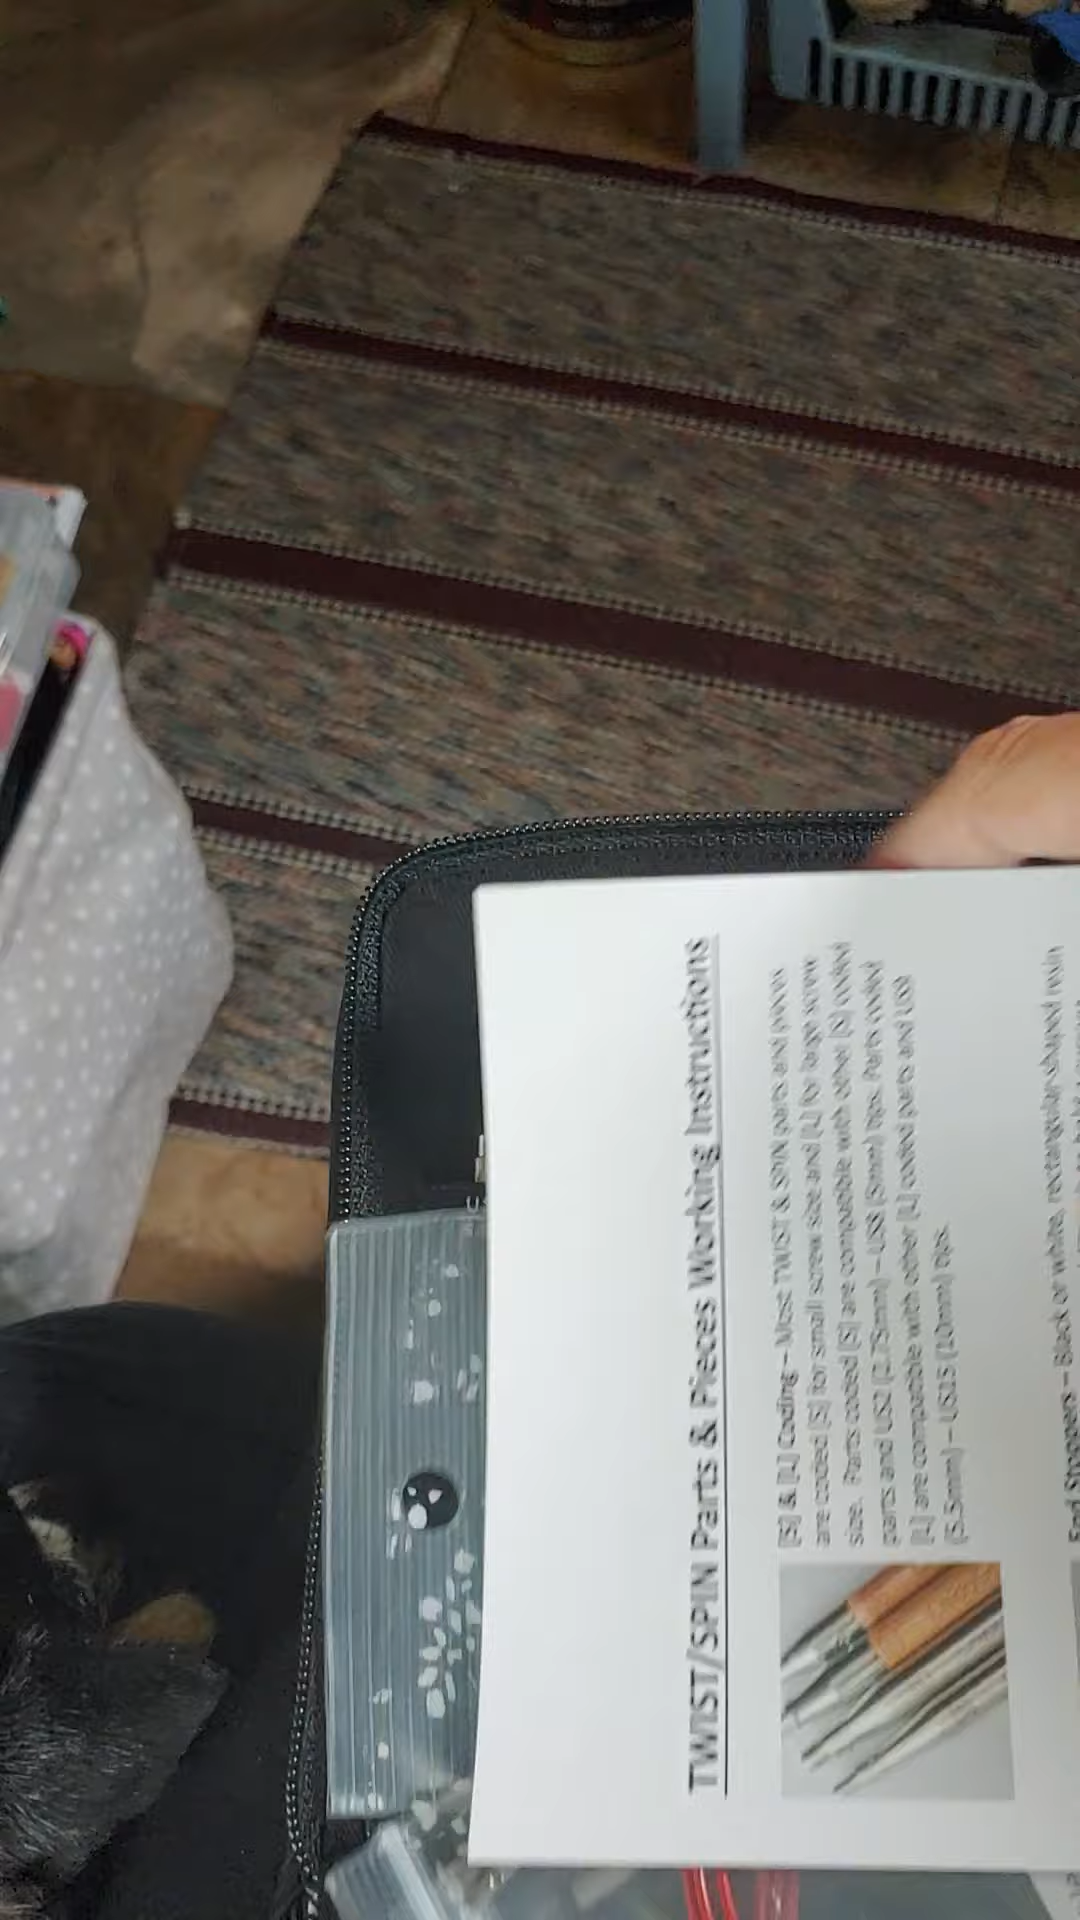 TWIST/SPIN Parts & Pieces Working Instructions
[S] & [L] Coding – Most TWIST & SPIN parts and pieces
are coded [S] for small screw size and [L] for large screw
size. Parts coded [S] are compatible with other [S] coded
parts and US2 (2.75mm) – US8 (5mm) tips. Parts coded
[L] are compatible with other [L] coded parts and US9
(5.5mm) – US15 (10mm) tips.
End Stoppers – Black or white, rectangular-shaped resin